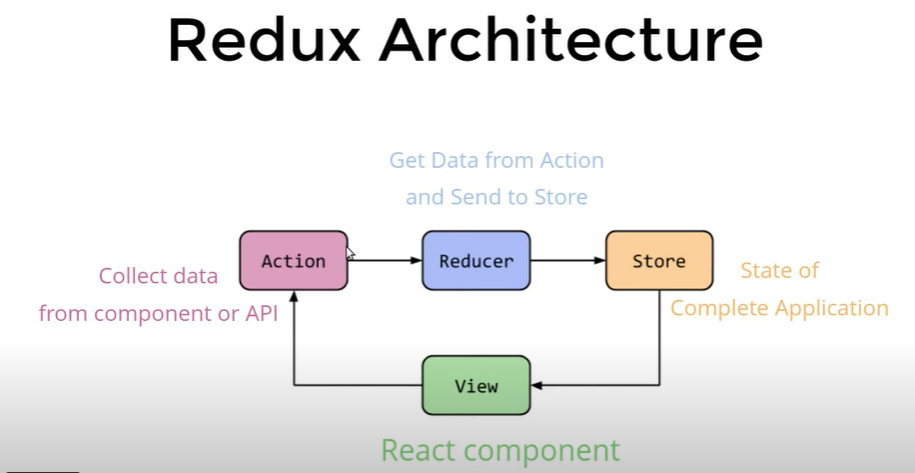 Redux Architecture
Get Data from Action
and Send to Store
Action
Reducer
Store
Collect data
from component or API
State of
Complete Application
View
React component